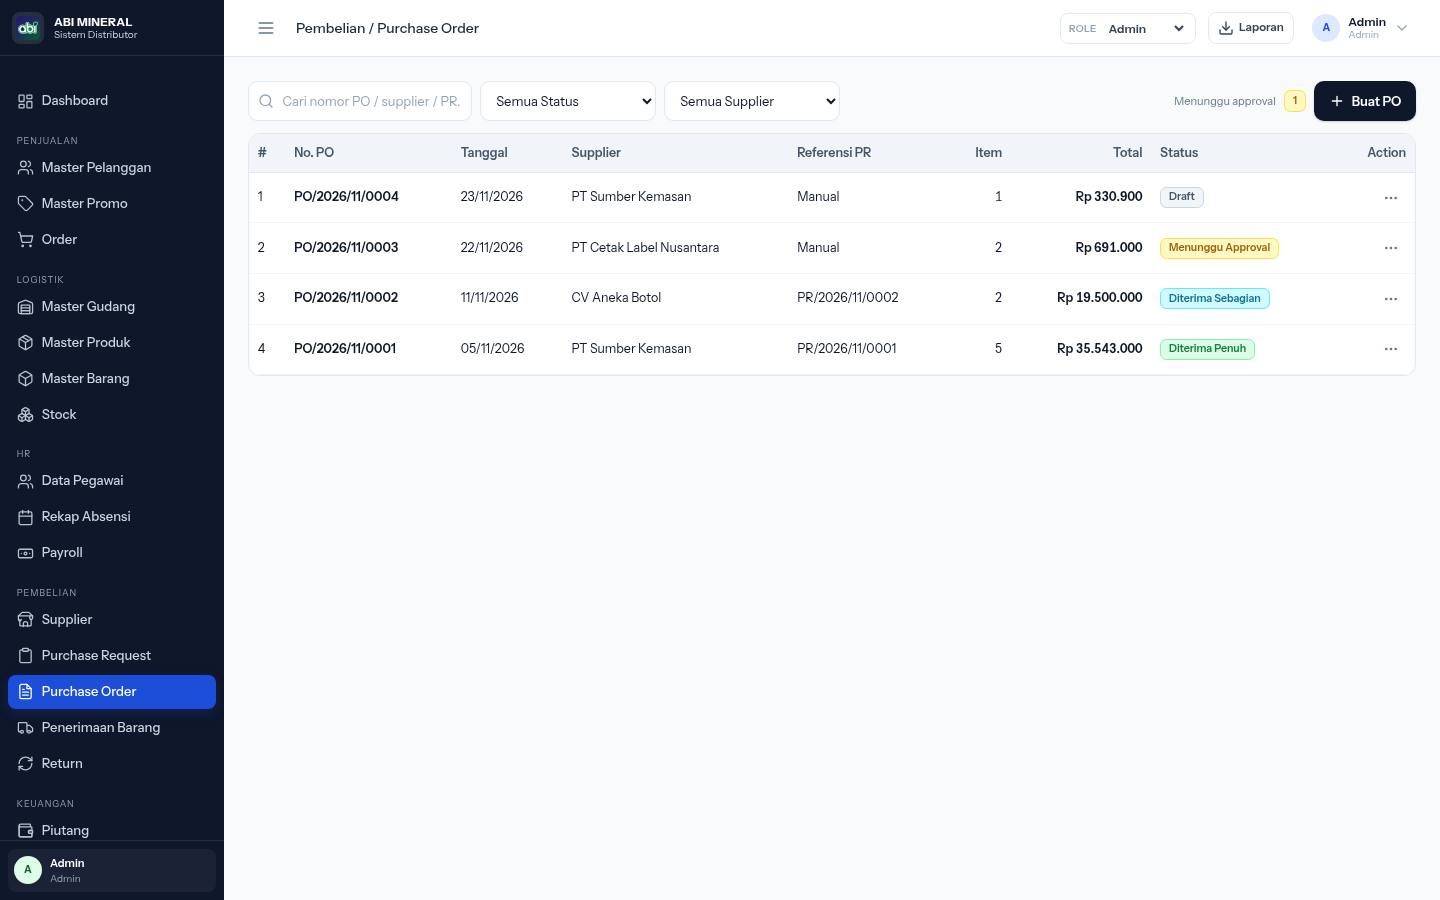 abi
ABI MINERAL
Sistem Distributor
Pembelian / Purchase Order
ROLE Admin
Laporan
A
Admin
Admin
Dashboard
PENJUALAN
Master Pelanggan
Master Promo
Order
LOGISTIK
Master Gudang
Master Produk
Master Barang
Stock
HR
Data Pegawai
Rekap Absensi
Payroll
PEMBELIAN
Supplier
Purchase Request
Purchase Order
Penerimaan Barang
Return
KEUANGAN
Piutang
A
Admin
Admin
Cari nomor PO / supplier / PR.
Semua Status
Semua Supplier
Menunggu approval 1
+ Buat PO
# No. PO Tanggal Supplier Referensi PR Item Total Status Action
1 PO/2026/11/0004 23/11/2026 PT Sumber Kemasan Manual 1 Rp 330.900 Draft ...
2 PO/2026/11/0003 22/11/2026 PT Cetak Label Nusantara Manual 2 Rp 691.000 Menunggu Approval ...
3 PO/2026/11/0002 11/11/2026 CV Aneka Botol PR/2026/11/0002 2 Rp 19.500.000 Diterima Sebagian ...
4 PO/2026/11/0001 05/11/2026 PT Sumber Kemasan PR/2026/11/0001 5 Rp 35.543.000 Diterima Penuh ...